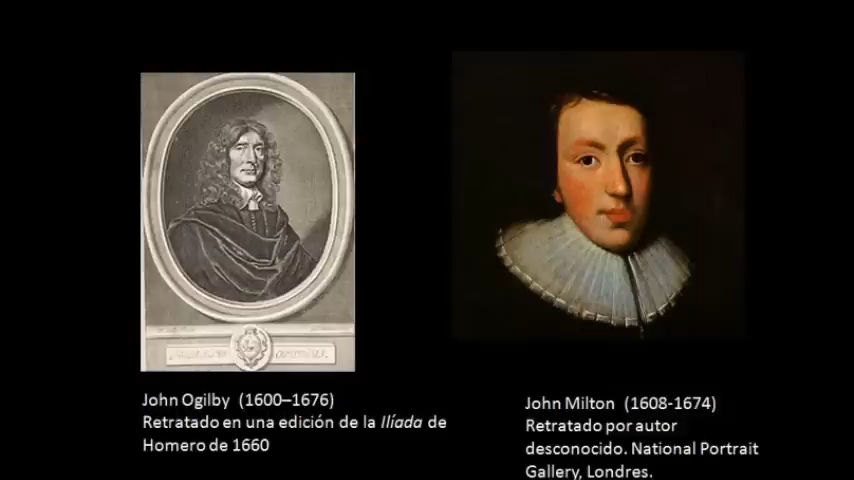 John Ogilby (1600–1676)
Retratado en una edición de la Ilíada de
Homero de 1660
John Milton (1608-1674)
Retratado por autor
desconocido. National Portrait
Gallery, Londres.